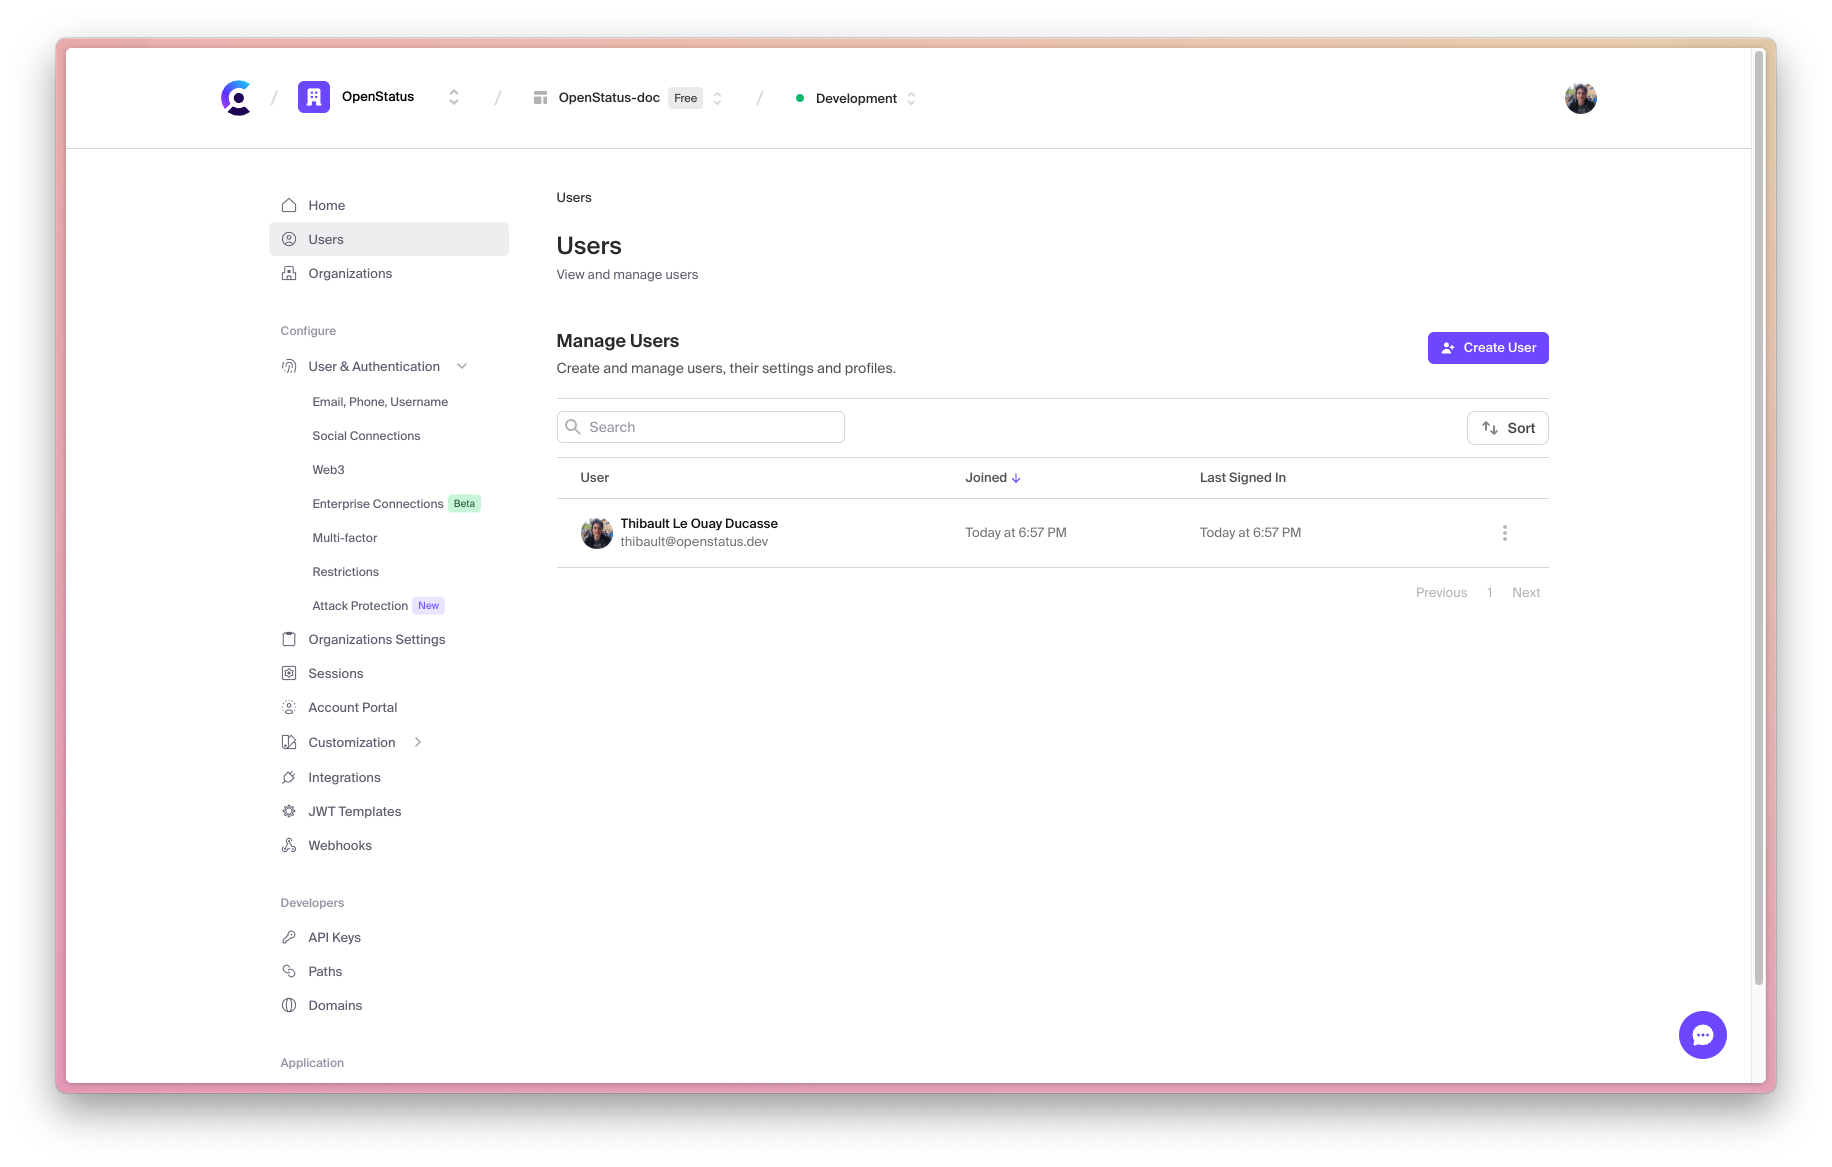 / OpenStatus / OpenStatus-doc Free / Development
Home
Users
Organizations
Configure
User & Authentication
Email, Phone, Username
Social Connections
Web3
Enterprise Connections Beta
Multi-factor
Restrictions
Attack Protection New
Organizations Settings
Sessions
Account Portal
Customization
Integrations
JWT Templates
Webhooks
Developers
API Keys
Paths
Domains
Application
Users
Users
View and manage users
Manage Users
Create and manage users, their settings and profiles.
Create User
Search
Sort
User Joined Last Signed In
Thibault Le Ouay Ducasse
thibault@openstatus.dev
Today at 6:57 PM Today at 6:57 PM
Previous 1 Next